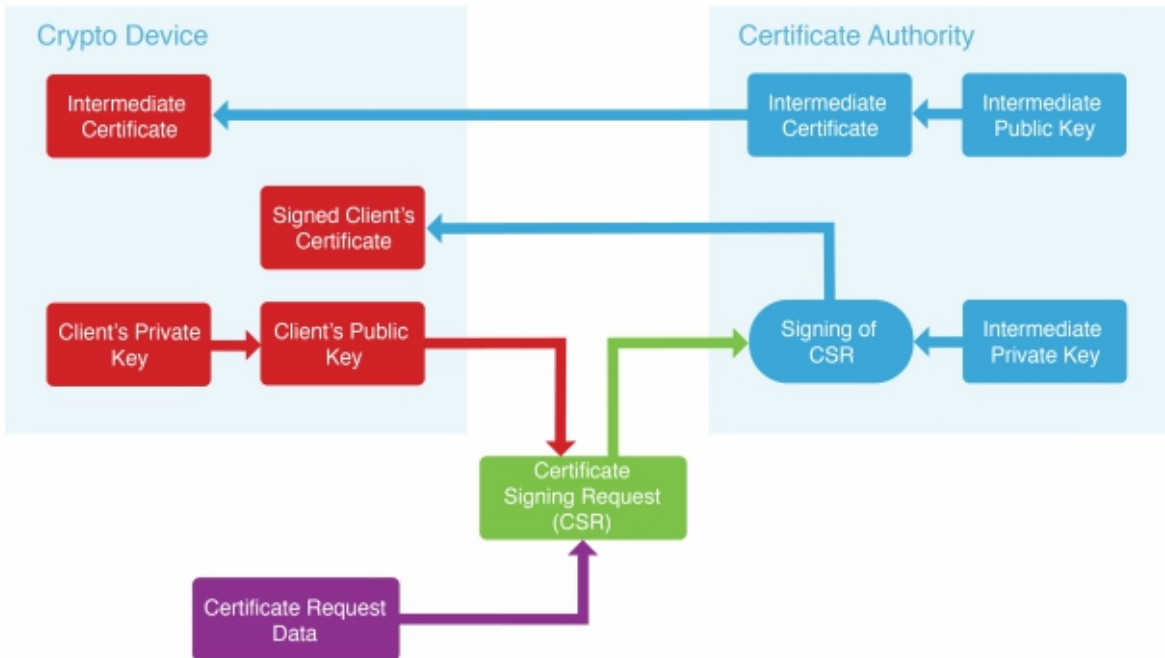 Crypto Device
Certificate Authority
Intermediate
Certificate
Intermediate
Certificate
Intermediate
Public Key
Signed Client's
Certificate
Client's Private
Key
Client's Public
Key
Signing of
CSR
Intermediate
Private Key
Certificate
Signing Request
(CSR)
Certificate Request
Data